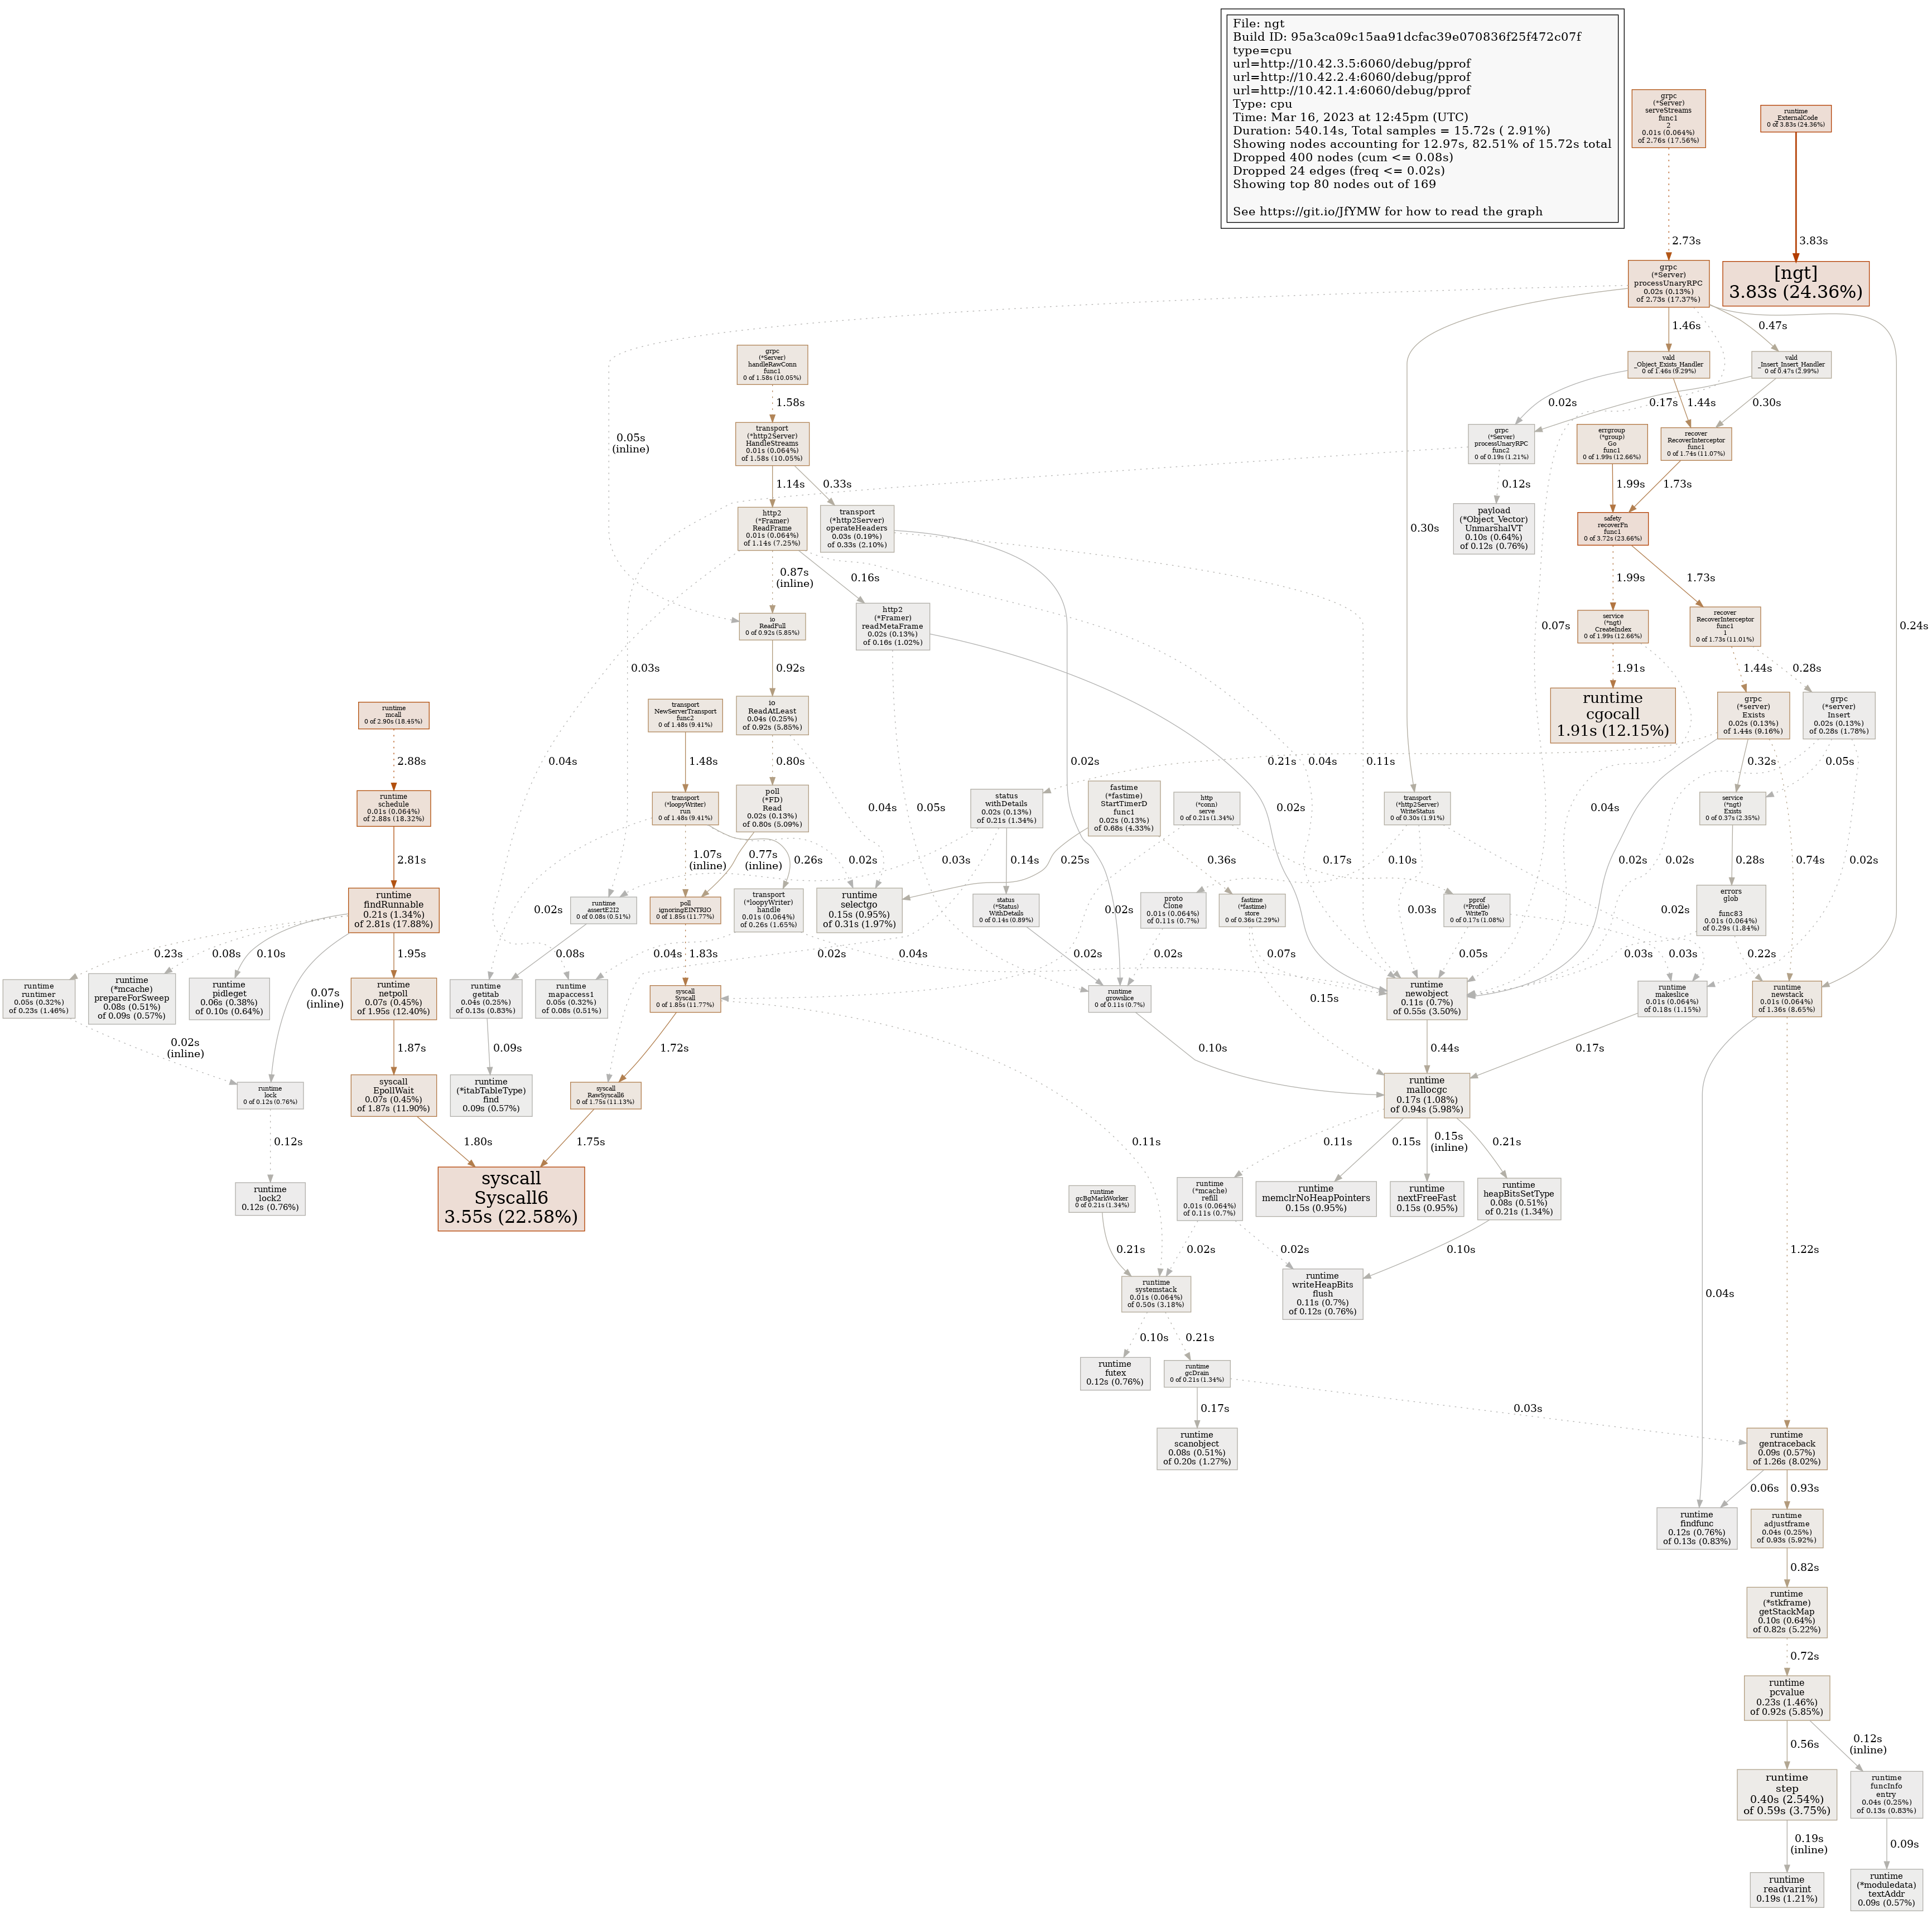 File: ngt
Build ID: 95a3ca09c15aa91dcfac39e070836f25f472c07f
type=cpu
url=http://10.42.3.5:6060/debug/pprof
url=http://10.42.2.4:6060/debug/pprof
url=http://10.42.1.4:6060/debug/pprof
Type: cpu
Time: Mar 16, 2023 at 12:45pm (UTC)
Duration: 540.14s, Total samples = 15.72s ( 2.91%)
Showing nodes accounting for 12.97s, 82.51% of 15.72s total
Dropped 400 nodes (cum <= 0.08s)
Dropped 24 edges (freq <= 0.02s)
Showing top 80 nodes out of 169
See https://git.io/JfYMW for how to read the graph
grpc
(*Server)
serveStreams
func1
2
0.01s (0.064%)
of 2.76s (17.56%)
runtime
_ExternalCode
0 of 3.83s (24.36%)
2.73s
3.83s
grpc
(*Server)
processUnaryRPC
0.02s (0.13%)
of 2.73s (17.37%)
[ngt]
3.83s (24.36%)
1.46s
0.47s
grpc
(*Server)
handleRawConn
func1
0 of 1.58s (10.05%)
vald
_Object_Exists_Handler
0 of 1.46s (9.29%)
vald
_Insert_Insert_Handler
0 of 0.47s (2.99%)
1.58s
0.02s
1.44s
0.17s
0.30s
transport
(*http2Server)
HandleStreams
0.01s (0.064%)
of 1.58s (10.05%)
0.05s
(inline)
grpc
(*Server)
processUnaryRPC
func2
0 of 0.19s (1.21%)
errgroup
(*group)
Go
func1
0 of 1.99s (12.66%)
recover
RecoverInterceptor
func1
0 of 1.74s (11.07%)
1.14s
0.33s
0.12s
1.99s
1.73s
http2
(*Framer)
ReadFrame
0.01s (0.064%)
of 1.14s (7.25%)
transport
(*http2Server)
operateHeaders
0.03s (0.19%)
of 0.33s (2.10%)
0.30s
payload
(*Object_Vector)
UnmarshalVT
0.10s (0.64%)
of 0.12s (0.76%)
safety
recoverFn
func1
0 of 3.72s (23.66%)
0.87s
(inline)
0.16s
1.99s
1.73s
io
ReadFull
0 of 0.92s (5.85%)
http2
(*Framer)
readMetaFrame
0.02s (0.13%)
of 0.16s (1.02%)
0.07s
service
(*ngt)
CreateIndex
0 of 1.99s (12.66%)
recover
RecoverInterceptor
func1
1
0 of 1.73s (11.01%)
0.24s
0.03s
0.92s
1.91s
1.44s
0.28s
runtime
mcall
0 of 2.90s (18.45%)
transport
NewServerTransport
func2
0 of 1.48s (9.41%)
io
ReadAtLeast
0.04s (0.25%)
of 0.92s (5.85%)
runtime
cgocall
1.91s (12.15%)
grpc
(*server)
Exists
0.02s (0.13%)
of 1.44s (9.16%)
grpc
(*server)
Insert
0.02s (0.13%)
of 0.28s (1.78%)
2.88s
0.04s
1.48s
0.80s
0.02s
0.21s
0.04s
0.11s
0.32s
0.05s
runtime
schedule
0.01s (0.064%)
of 2.88s (18.32%)
transport
(*loopyWriter)
run
0 of 1.48s (9.41%)
poll
(*FD)
Read
0.02s (0.13%)
of 0.80s (5.09%)
0.04s
0.05s
status
withDetails
0.02s (0.13%)
of 0.21s (1.34%)
fastime
(*fastime)
StartTimerD
func1
0.02s (0.13%)
of 0.68s (4.33%)
http
(*conn)
serve
0 of 0.21s (1.34%)
0.02s
transport
(*http2Server)
WriteStatus
0 of 0.30s (1.91%)
0.04s
service
(*ngt)
Exists
0 of 0.37s (2.35%)
2.81s
1.07s
(inline)
0.77s
(inline)
0.26s
0.02s
0.03s
0.14s
0.25s
0.36s
0.17s
0.10s
0.02s
0.02s
0.74s
0.28s
0.02s
runtime
findRunnable
0.21s (1.34%)
of 2.81s (17.88%)
0.02s
runtime
assertE2I2
0 of 0.08s (0.51%)
poll
ignoringEINTRIO
0 of 1.85s (11.77%)
transport
(*loopyWriter)
handle
0.01s (0.064%)
of 0.26s (1.65%)
runtime
selectgo
0.15s (0.95%)
of 0.31s (1.97%)
status
(*Status)
WithDetails
0 of 0.14s (0.89%)
0.02s
proto
Clone
0.01s (0.064%)
of 0.11s (0.7%)
fastime
(*fastime)
store
0 of 0.36s (2.29%)
0.03s
pprof
(*Profile)
WriteTo
0 of 0.17s (1.08%)
0.02s
errors
glob

func83
0.01s (0.064%)
of 0.29s (1.84%)
0.23s
0.08s
0.10s
0.07s
(inline)
1.95s
0.08s
0.04s
1.83s
0.02s
0.04s
0.02s
0.02s
0.07s
0.15s
0.05s
0.03s
0.03s
0.22s
runtime
runtimer
0.05s (0.32%)
of 0.23s (1.46%)
runtime
(*mcache)
prepareForSweep
0.08s (0.51%)
of 0.09s (0.57%)
runtime
pidleget
0.06s (0.38%)
of 0.10s (0.64%)
runtime
netpoll
0.07s (0.45%)
of 1.95s (12.40%)
runtime
getitab
0.04s (0.25%)
of 0.13s (0.83%)
runtime
mapaccess1
0.05s (0.32%)
of 0.08s (0.51%)
syscall
Syscall
0 of 1.85s (11.77%)
runtime
growslice
0 of 0.11s (0.7%)
runtime
newobject
0.11s (0.7%)
of 0.55s (3.50%)
runtime
makeslice
0.01s (0.064%)
of 0.18s (1.15%)
runtime
newstack
0.01s (0.064%)
of 1.36s (8.65%)
0.02s
(inline)
1.87s
0.09s
1.72s
0.10s
0.44s
0.17s
runtime
lock
0 of 0.12s (0.76%)
syscall
EpollWait
0.07s (0.45%)
of 1.87s (11.90%)
runtime
(*itabTableType)
find
0.09s (0.57%)
syscall
RawSyscall6
0 of 1.75s (11.13%)
runtime
mallocgc
0.17s (1.08%)
of 0.94s (5.98%)
0.12s
1.80s
1.75s
0.11s
0.11s
0.15s
0.15s
(inline)
0.21s
runtime
lock2
0.12s (0.76%)
syscall
Syscall6
3.55s (22.58%)
runtime
gcBgMarkWorker
0 of 0.21s (1.34%)
runtime
(*mcache)
refill
0.01s (0.064%)
of 0.11s (0.7%)
runtime
memclrNoHeapPointers
0.15s (0.95%)
runtime
nextFreeFast
0.15s (0.95%)
runtime
heapBitsSetType
0.08s (0.51%)
of 0.21s (1.34%)
0.21s
0.02s
0.02s
0.10s
1.22s
runtime
systemstack
0.01s (0.064%)
of 0.50s (3.18%)
runtime
writeHeapBits
flush
0.11s (0.7%)
of 0.12s (0.76%)
0.04s
0.10s
0.21s
runtime
futex
0.12s (0.76%)
runtime
gcDrain
0 of 0.21s (1.34%)
0.17s
0.03s
runtime
scanobject
0.08s (0.51%)
of 0.20s (1.27%)
runtime
gentraceback
0.09s (0.57%)
of 1.26s (8.02%)
0.06s
0.93s
runtime
findfunc
0.12s (0.76%)
of 0.13s (0.83%)
runtime
adjustframe
0.04s (0.25%)
of 0.93s (5.92%)
0.82s
runtime
(*stkframe)
getStackMap
0.10s (0.64%)
of 0.82s (5.22%)
0.72s
runtime
pcvalue
0.23s (1.46%)
of 0.92s (5.85%)
0.56s
0.12s
(inline)
runtime
step
0.40s (2.54%)
of 0.59s (3.75%)
runtime
funcInfo
entry
0.04s (0.25%)
of 0.13s (0.83%)
0.19s
(inline)
0.09s
runtime
readvarint
0.19s (1.21%)
runtime
(*moduledata)
textAddr
0.09s (0.57%)